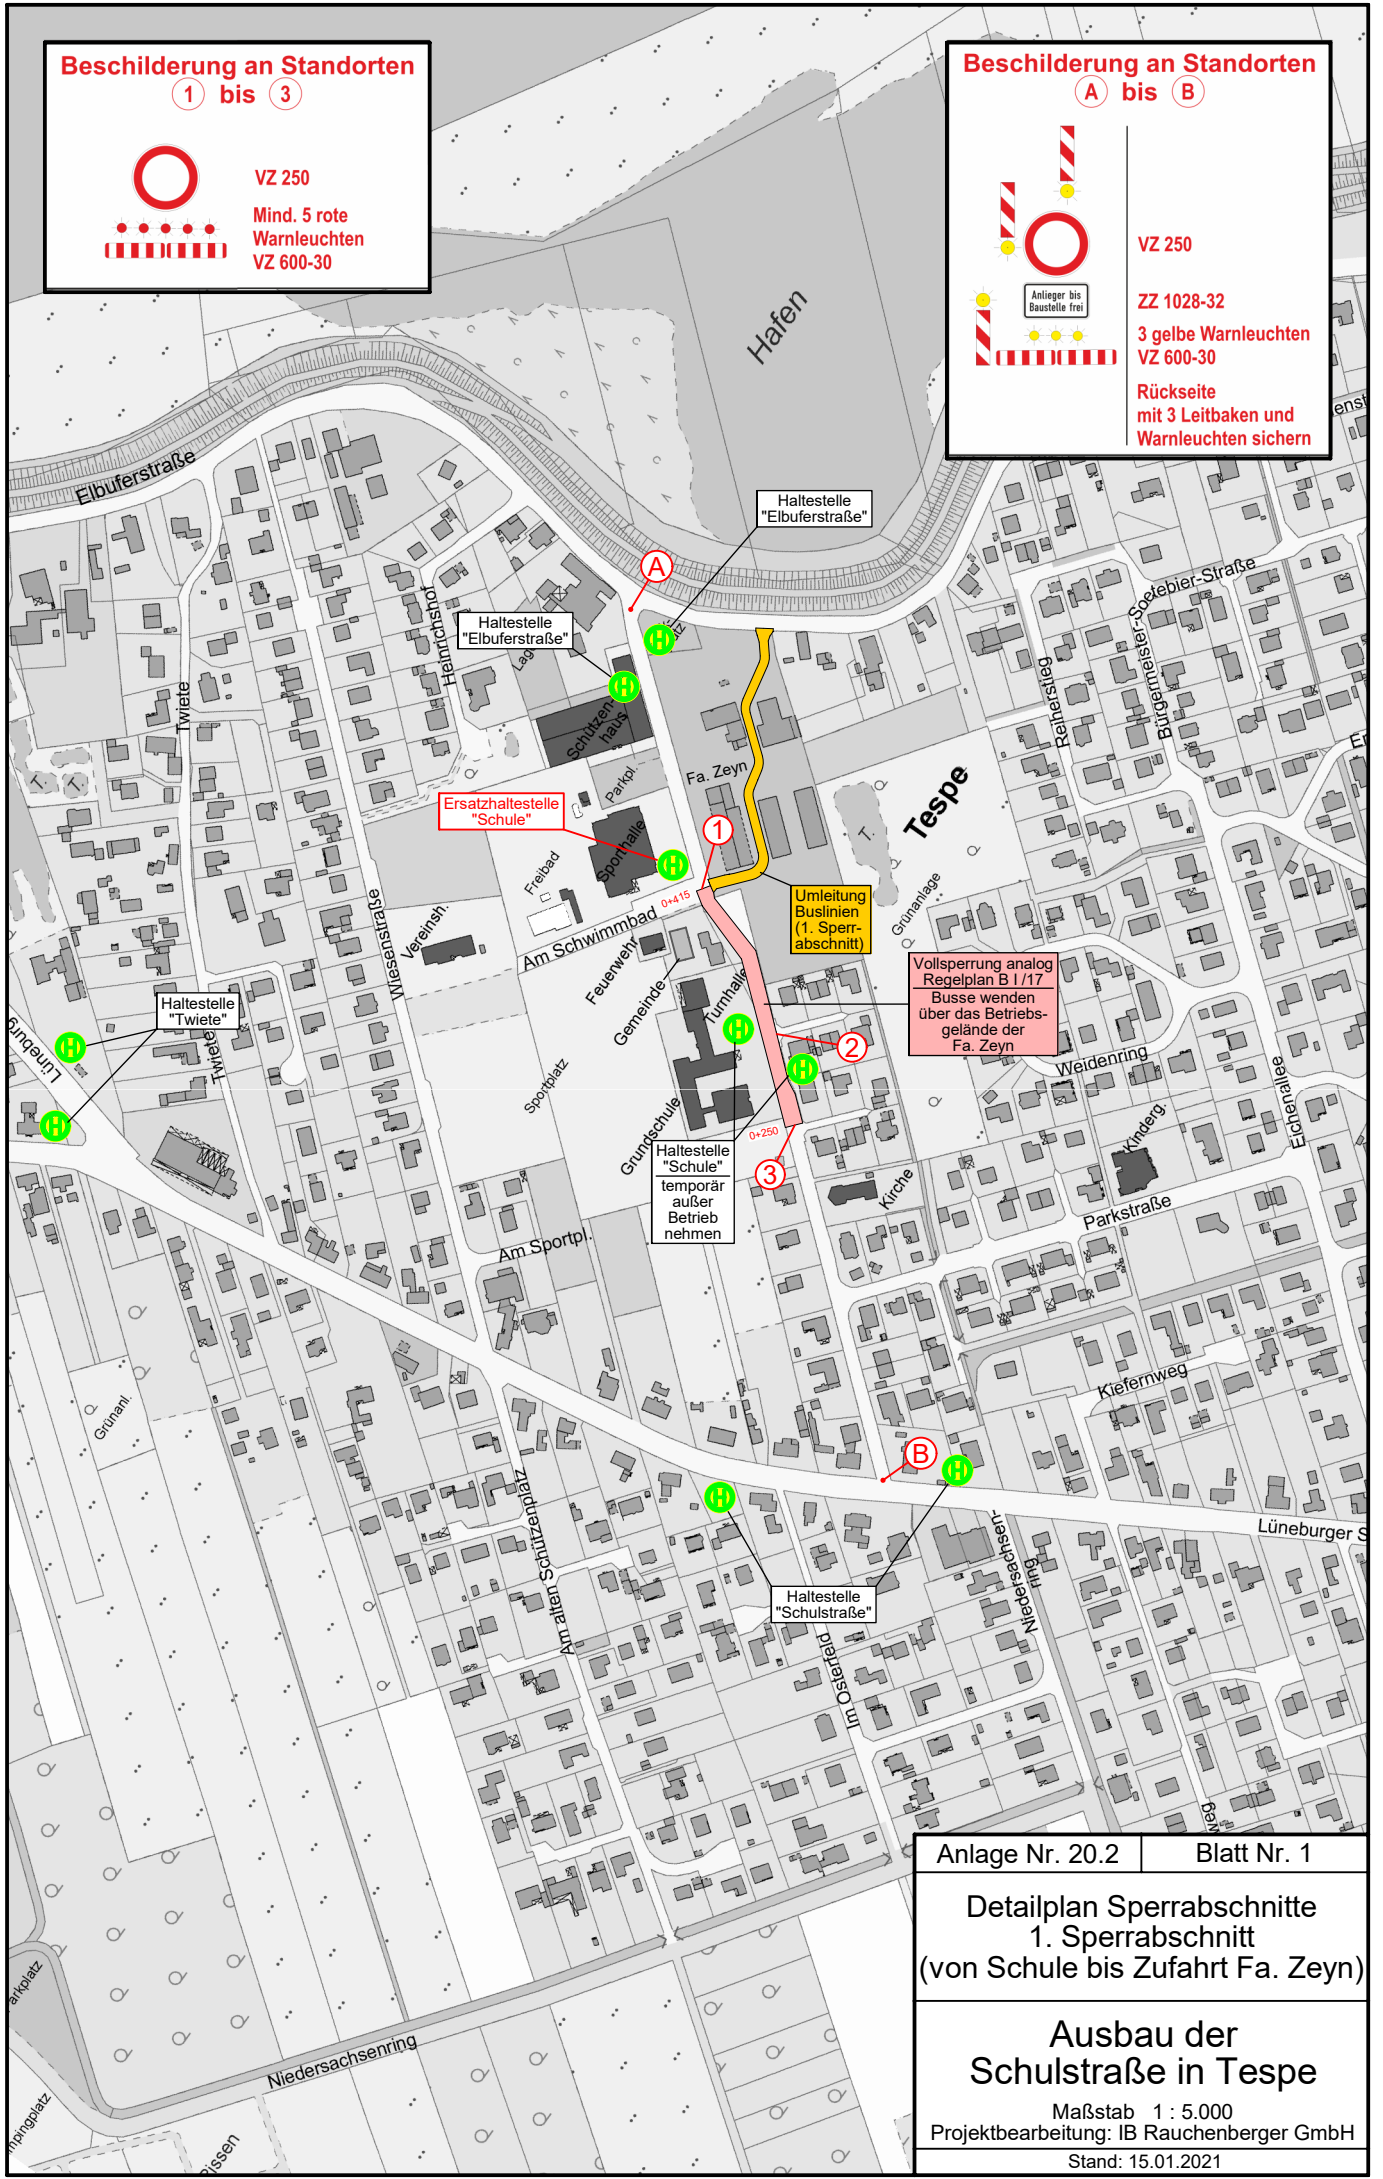 Beschilderung an Standorten
1 bis 3
VZ 250
Mind. 5 rote
Warnleuchten
VZ 600-30
Beschilderung an Standorten
A bis B
VZ 250
Anlieger bis
Baustelle frei
ZZ 1028-32
3 gelbe Warnleuchten
VZ 600-30
Rückseite
mit 3 Leitbaken und
Warnleuchten sichern
Hafen
Elbuferstraße
Haltestelle
"Elbuferstraße"
A
Haltestelle
"Elbuferstraße"
H
H
Heinrichshof
Schützen-
haus
Parkpl.
Fa. Zeyn
Bürgermeister-Soetebier-Straße
Reiherstieg
Twiete
T.
T.
T.
Tespe
Ersatzhaltestelle
"Schule"
H
1
Sporthalle
Freibad
0+415
Am Schwimmbad
Vereinsh.
Wiesenstraße
Umleitung
Buslinien
(1. Sperr-
abschnitt)
Grünanlage
Feuerwehr
Gemeinde
Turnhalle
Vollsperrung analog
Regelplan B I /17
Busse wenden
über das Betriebs-
gelände der
Fa. Zeyn
Haltestelle
"Twiete"
H
H
Lüneburg
Twiete
H
H
2
Weidenring
Sportplatz
Grundschule
0+250
3
Haltestelle
"Schule"
temporär
außer
Betrieb
nehmen
Kinderg.
Eichenallee
Kirche
Parkstraße
Am Sportpl.
Kiefernweg
Grünanl.
B
H
H
Am alten Schützenplatz
Lüneburger S
Niedersachsen-
ring
Haltestelle
"Schulstraße"
Im Osterfeld
weg
Niedersachsenring
arkplatz
mpingplatz
Pissen
Anlage Nr. 20.2
Blatt Nr. 1
Detailplan Sperrabschnitte
1. Sperrabschnitt
(von Schule bis Zufahrt Fa. Zeyn)
Ausbau der
Schulstraße in Tespe
Maßstab 1 : 5.000
Projektbearbeitung: IB Rauchenberger GmbH
Stand: 15.01.2021